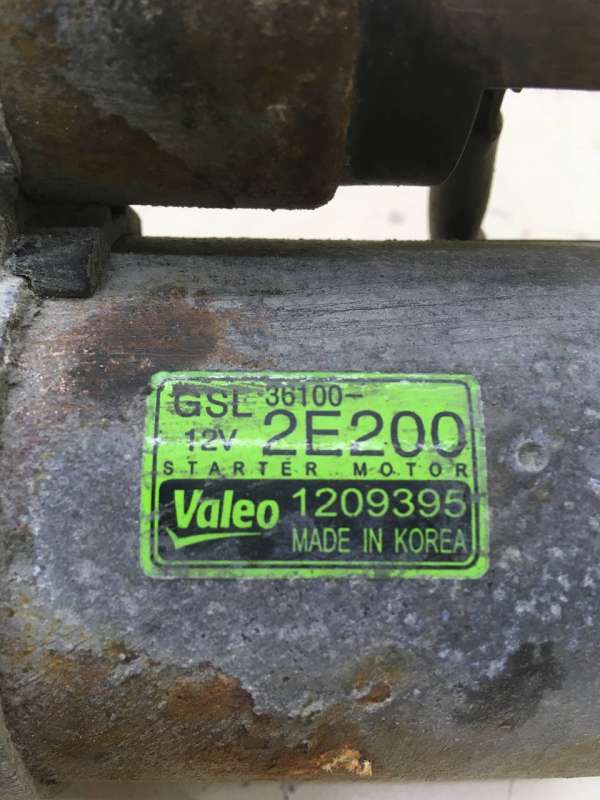 GSL 36100-
12V 2E200
STARTER MOTOR
Valeo 1209395
MADE IN KOREA